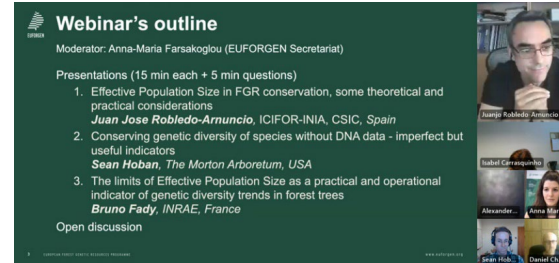 EUFORGEN
Webinar's outline
Moderator: Anna-Maria Farsakoglou (EUFORGEN Secretariat)
Presentations (15 min each + 5 min questions)
1. Effective Population Size in FGR conservation, some theoretical and
practical considerations
Juan Jose Robledo-Arnuncio, ICIFOR-INIA, CSIC, Spain
2. Conserving genetic diversity of species without DNA data - imperfect but
useful indicators
Sean Hoban, The Morton Arboretum, USA
3. The limits of Effective Population Size as a practical and operational
indicator of genetic diversity trends in forest trees
Bruno Fady, INRAE, France
Open discussion
EUROPEAN FOREST GENETIC RESOURCES PROGRAMME
www.euforgen.org
Juanjo Robledo Arnuncio
Isabel Carrasquinho
Alexander...
Anna Mar
Sean Hob...
Daniel Ch